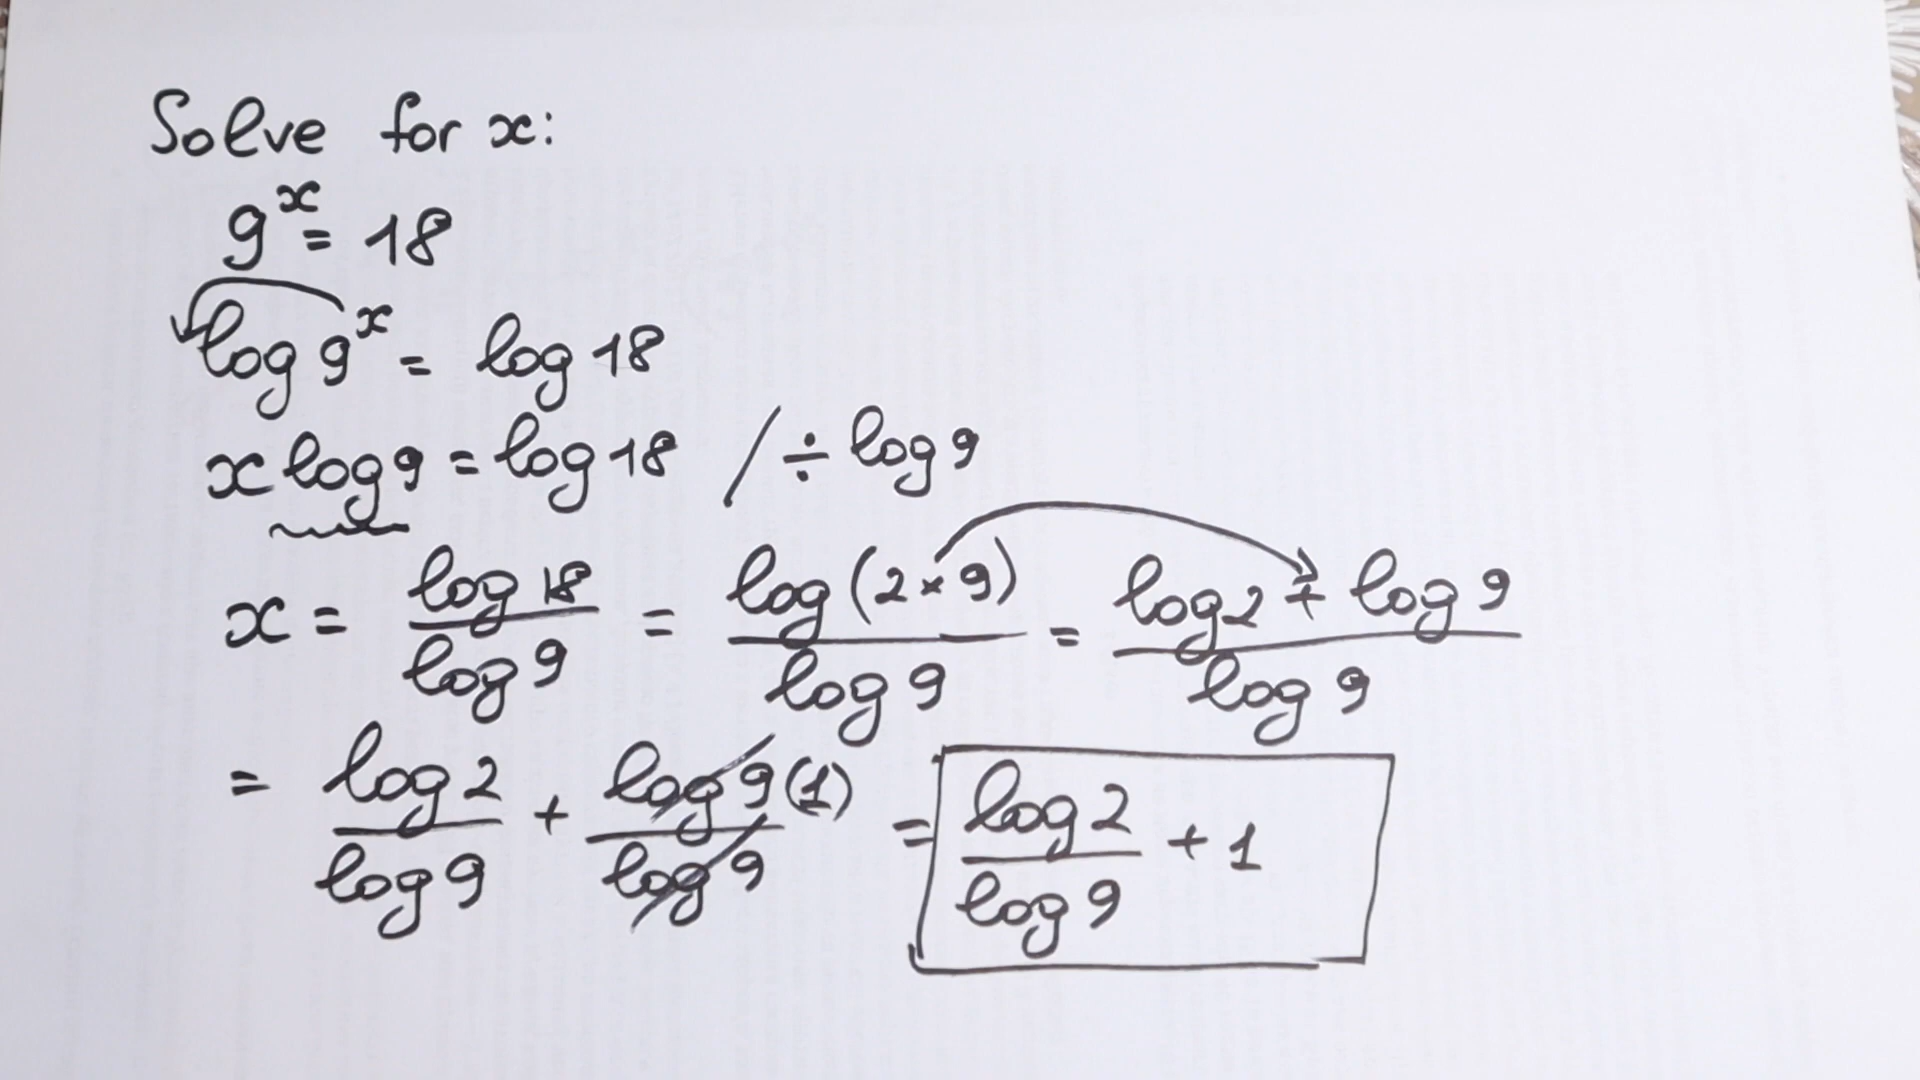 Solve for x:
9^x = 18
log 9^x = log 18
x log 9 = log 18 / ÷ log 9
x = log 18 / log 9 = log (2 × 9) / log 9 = log 2 + log 9 / log 9
= log 2 / log 9 + log 9 (1) / log 9 = log 2 / log 9 + 1